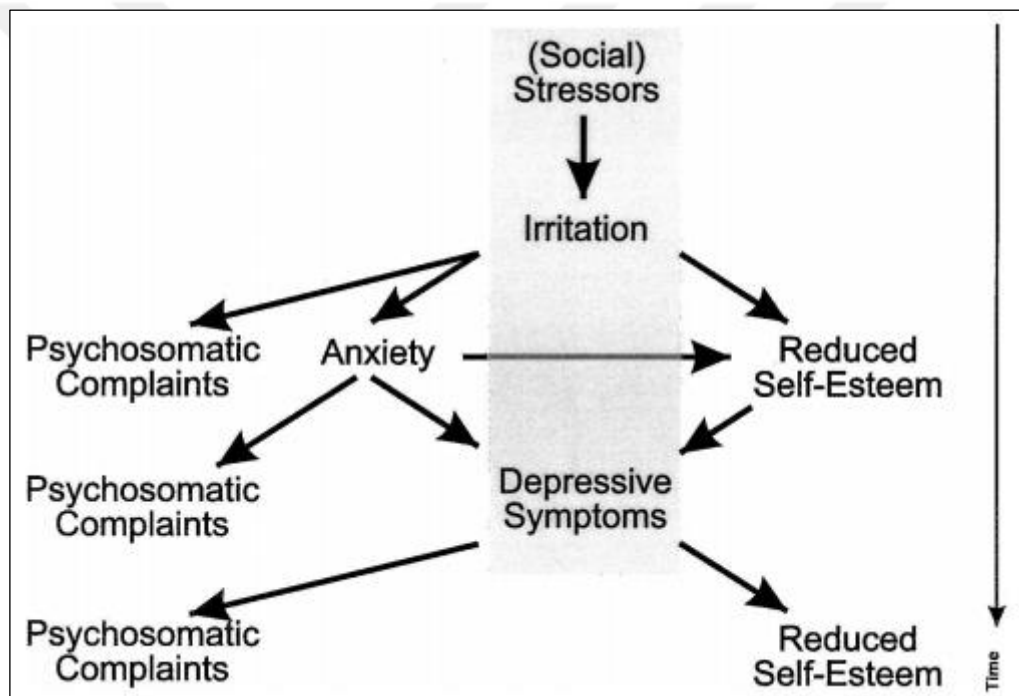 (Social)
Stressors
Irritation
Psychosomatic
Complaints
Anxiety
Reduced
Self-Esteem
Psychosomatic
Complaints
Depressive
Symptoms
Psychosomatic
Complaints
Reduced
Self-Esteem
Time